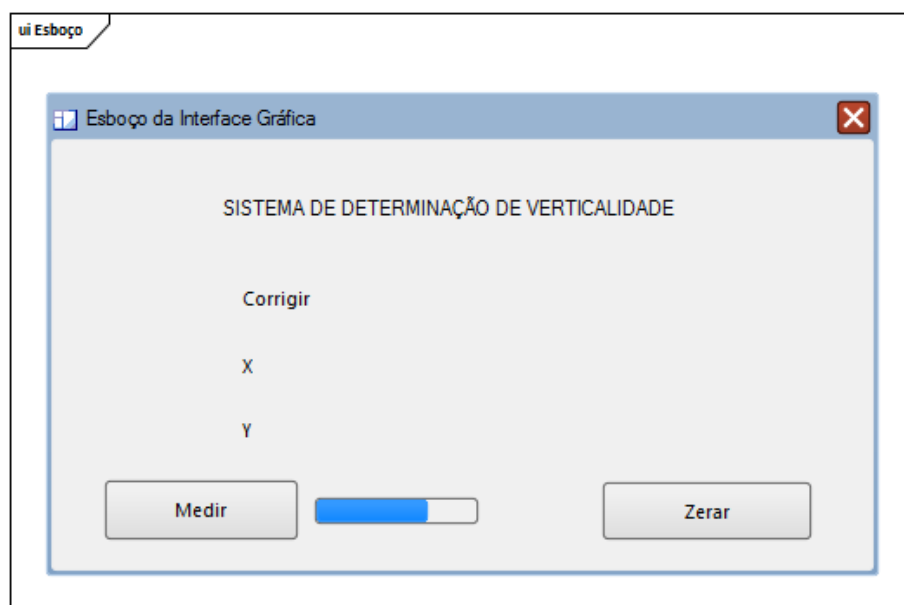 ui Esboço
Esboço da Interface Gráfica
SISTEMA DE DETERMINAÇÃO DE VERTICALIDADE
Corrigir
X
Y
Medir
Zerar